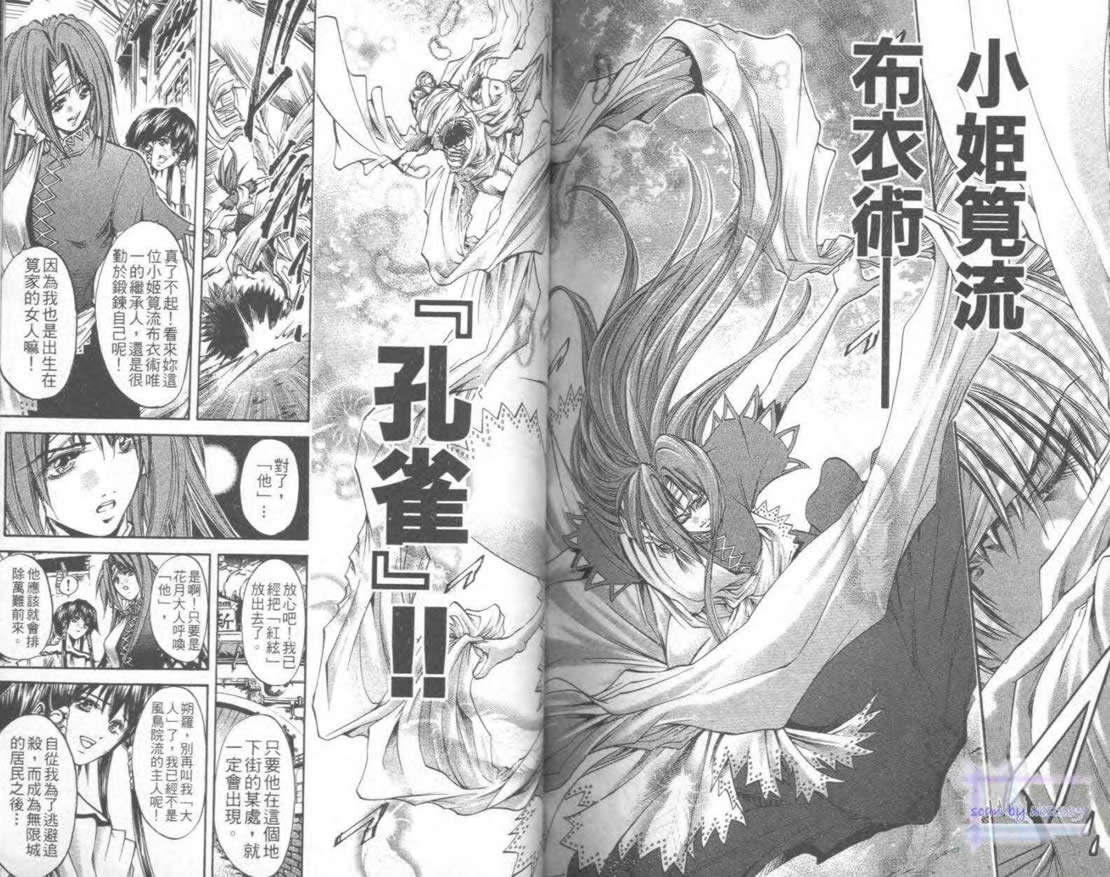 小姬筧流
布衣術——
『孔雀』!!
真了不起！看來妳這
位小姬筧流布衣術唯
一的繼承人，還是很
勤於鍛鍊自己呢！
因為我也是出生在
筧家的女人嘛！
對了，
「他」…
放心吧！我已
經把「紅絃」
放出去了。
是啊！只要是
花月大人呼喚
「他」，
他應該就會排
除萬難前來。
只要他在這個地
下街的某處，就
一定會出現。
朔羅，別再叫我「大
人」了，我已經不是
風鳥院流的主人呢！
自從我為了逃避追
殺，而成為無限城
的居民之後…